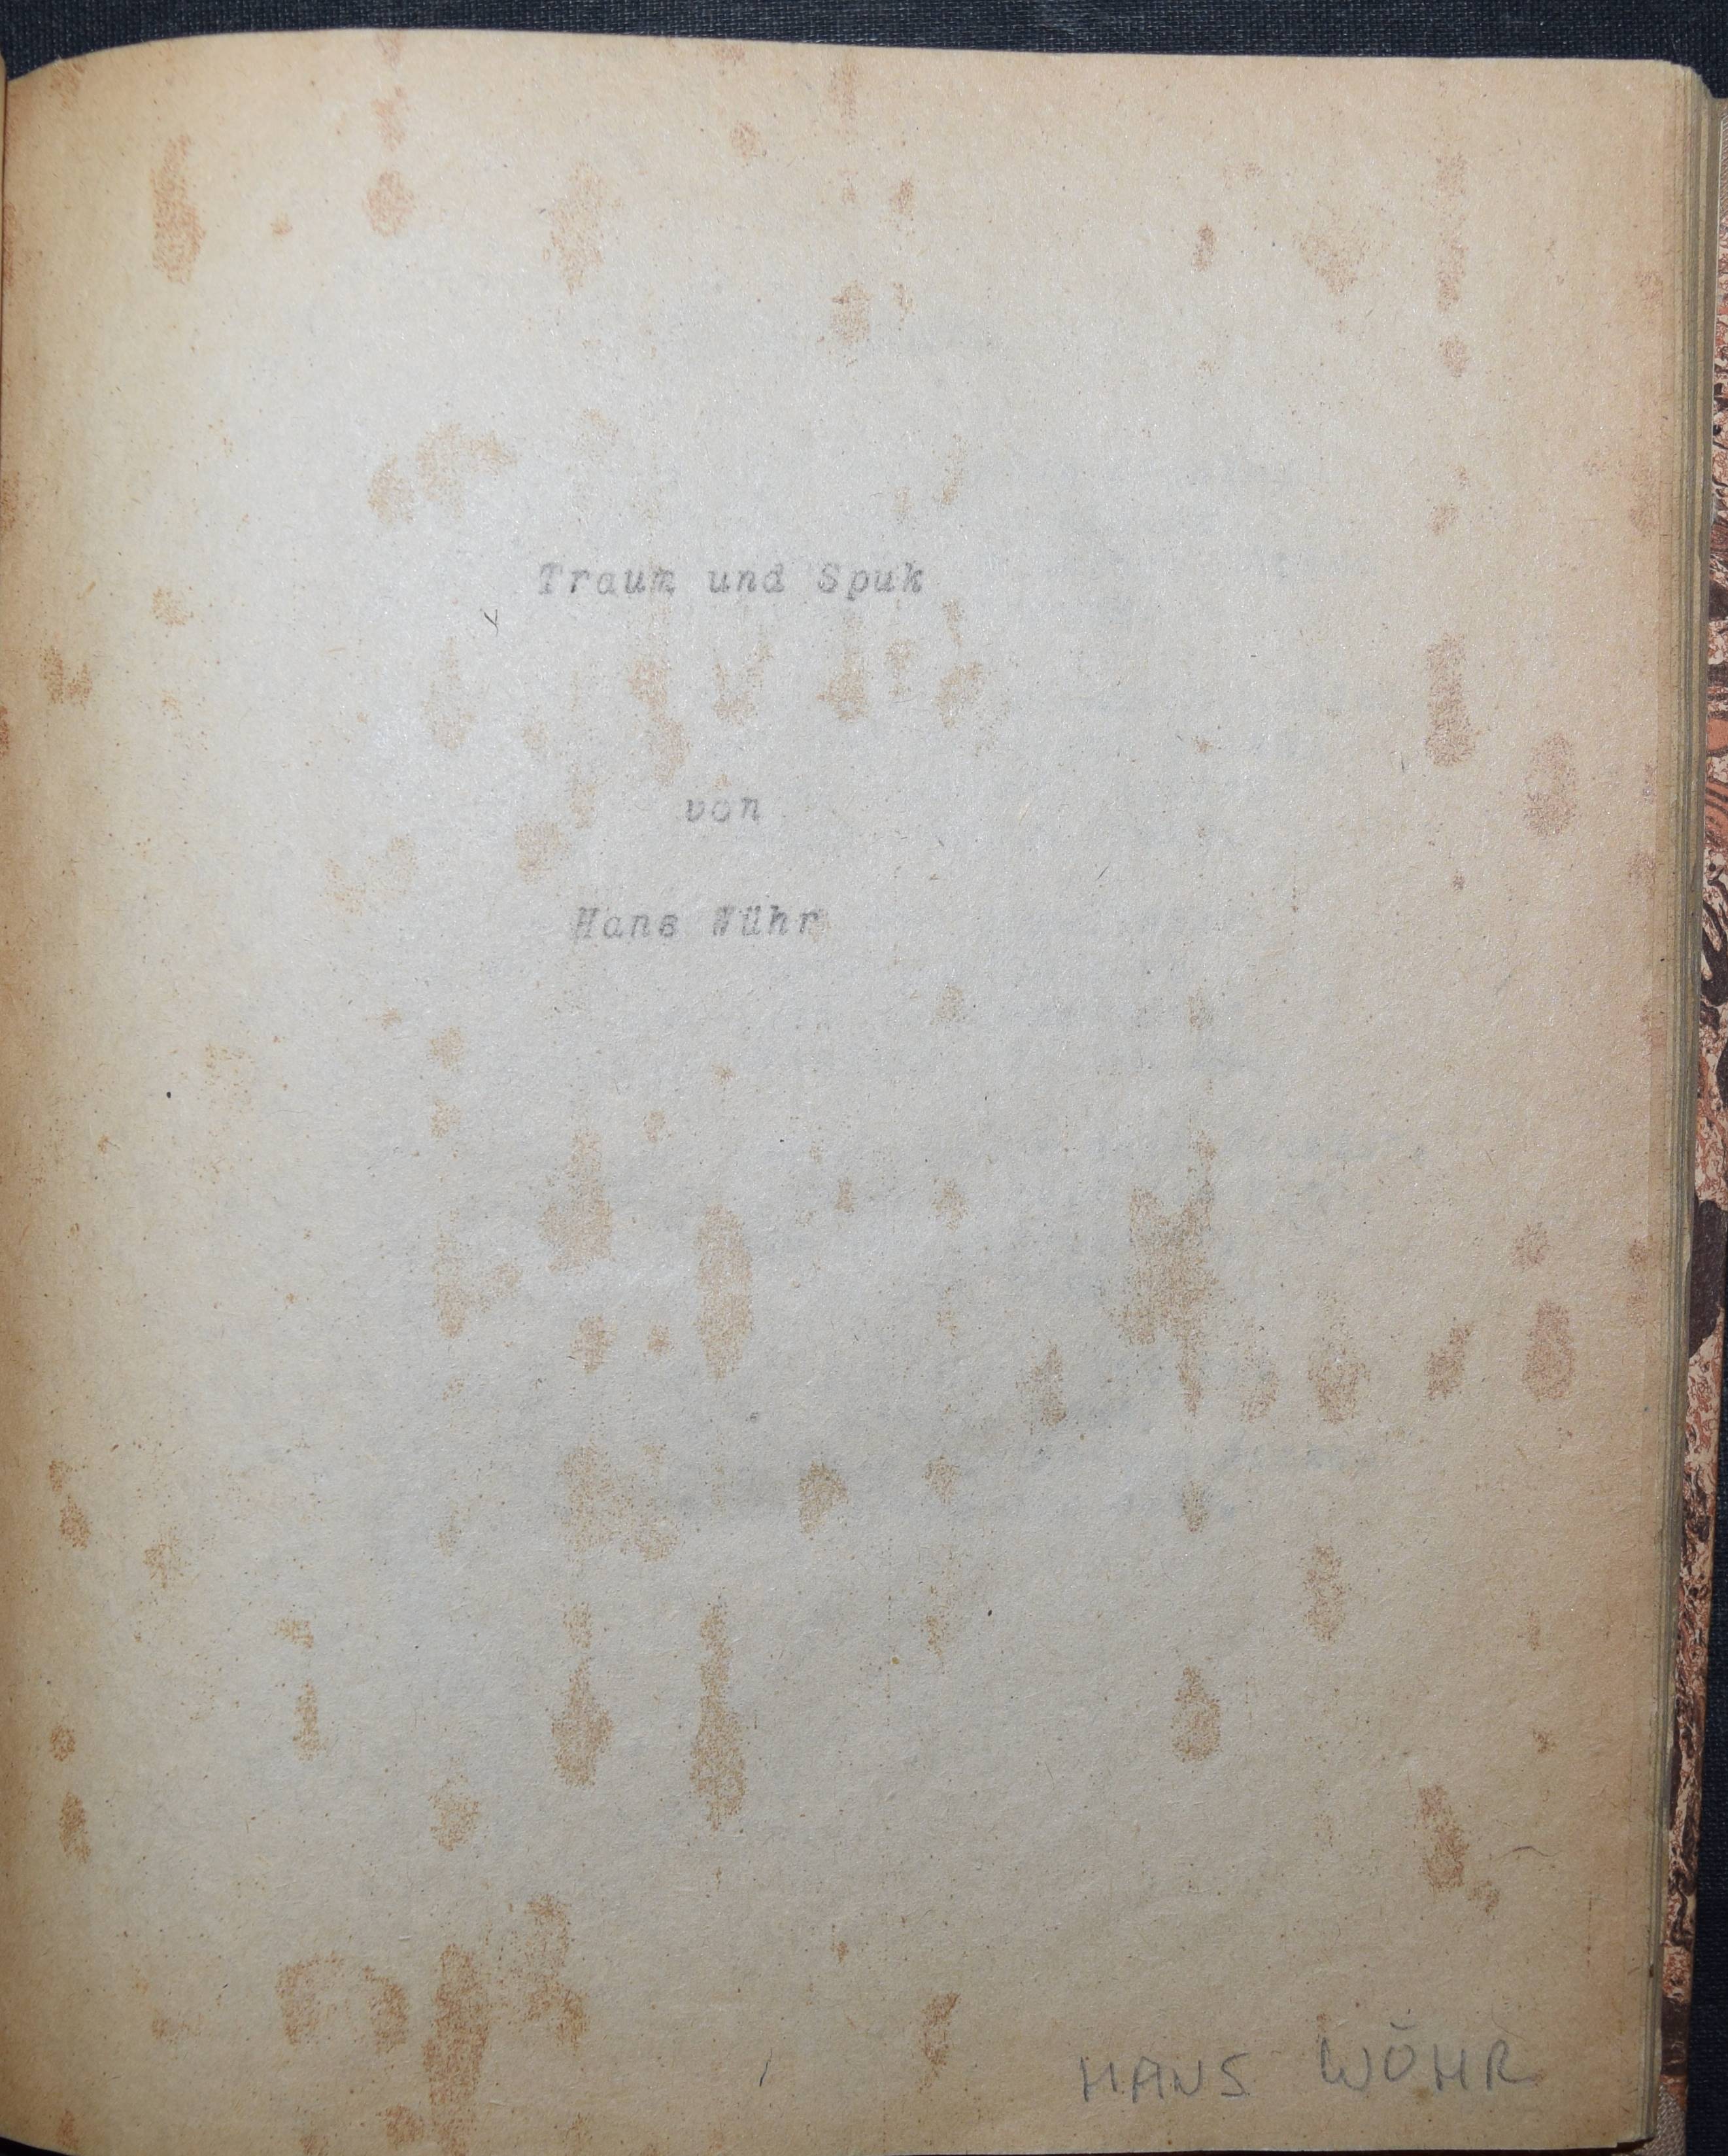 Traum und Spuk
von
Hans Wühr
HANS WÜHR